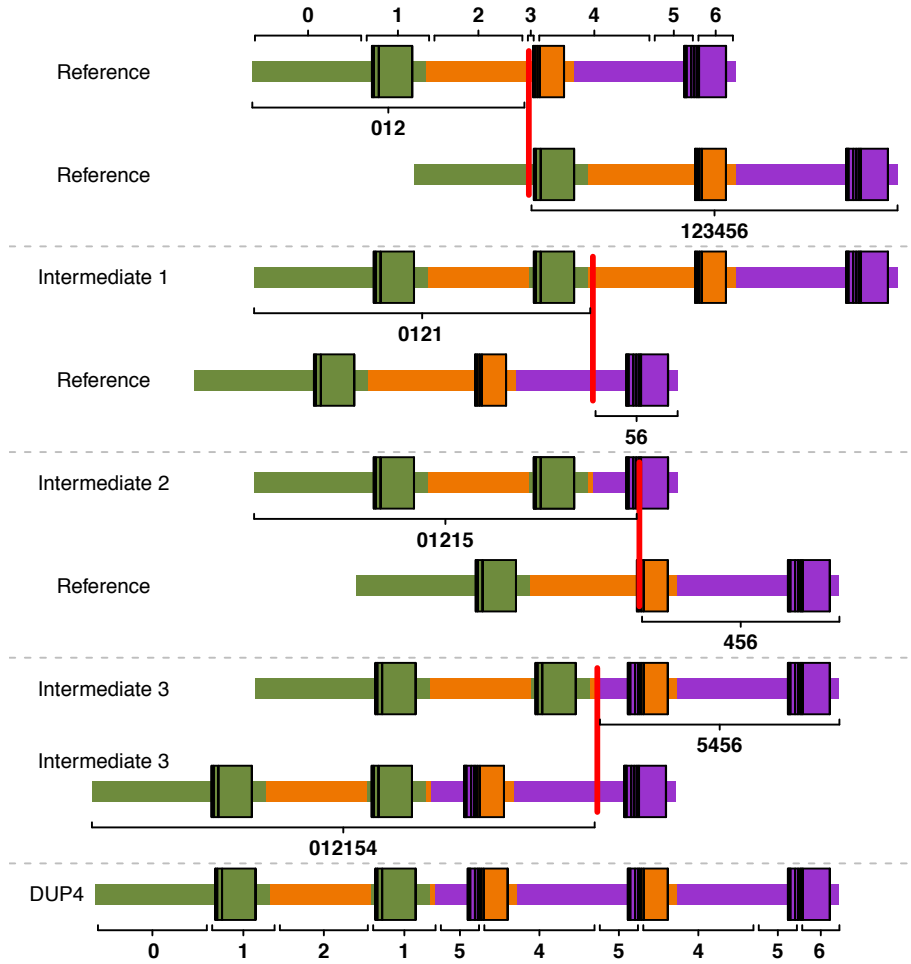 0 1 2 3 4 5 6
Reference
012
Reference
123456
Intermediate 1
0121
Reference
56
Intermediate 2
01215
Reference
456
Intermediate 3
5456
Intermediate 3
012154
DUP4
0 1 2 1 5 4 5 4 5 6